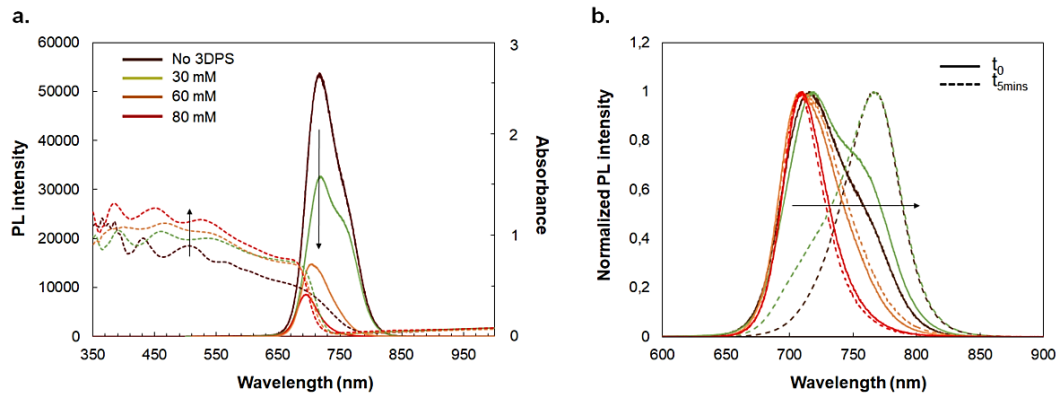 a.
60000
50000
40000
30000
20000
10000
0
PL intensity
No 3DPS
30 mM
60 mM
80 mM
3
2
1
0
Absorbance
350 450 550 650 750 850 950
Wavelength (nm)
b.
1,2
1
0,8
0,6
0,4
0,2
0
Normalized PL intensity
t0
t5mins
600 650 700 750 800 850 900
Wavelength (nm)